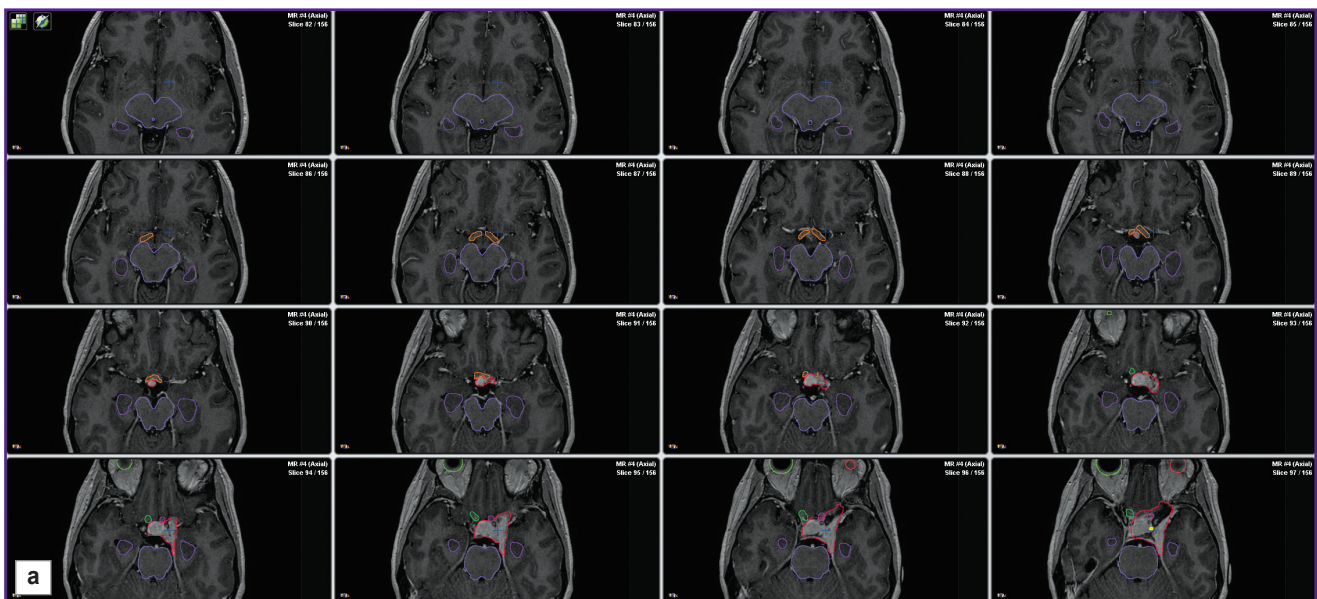 MR #4 (Axial)
Slice 82 / 156
MR #4 (Axial)
Slice 83 / 156
MR #4 (Axial)
Slice 84 / 156
MR #4 (Axial)
Slice 85 / 156
MR #4 (Axial)
Slice 86 / 156
MR #4 (Axial)
Slice 87 / 156
MR #4 (Axial)
Slice 88 / 156
MR #4 (Axial)
Slice 89 / 156
MR #4 (Axial)
Slice 90 / 156
MR #4 (Axial)
Slice 91 / 156
MR #4 (Axial)
Slice 92 / 156
MR #4 (Axial)
Slice 93 / 156
MR #4 (Axial)
Slice 94 / 156
MR #4 (Axial)
Slice 95 / 156
MR #4 (Axial)
Slice 96 / 156
MR #4 (Axial)
Slice 97 / 156
a